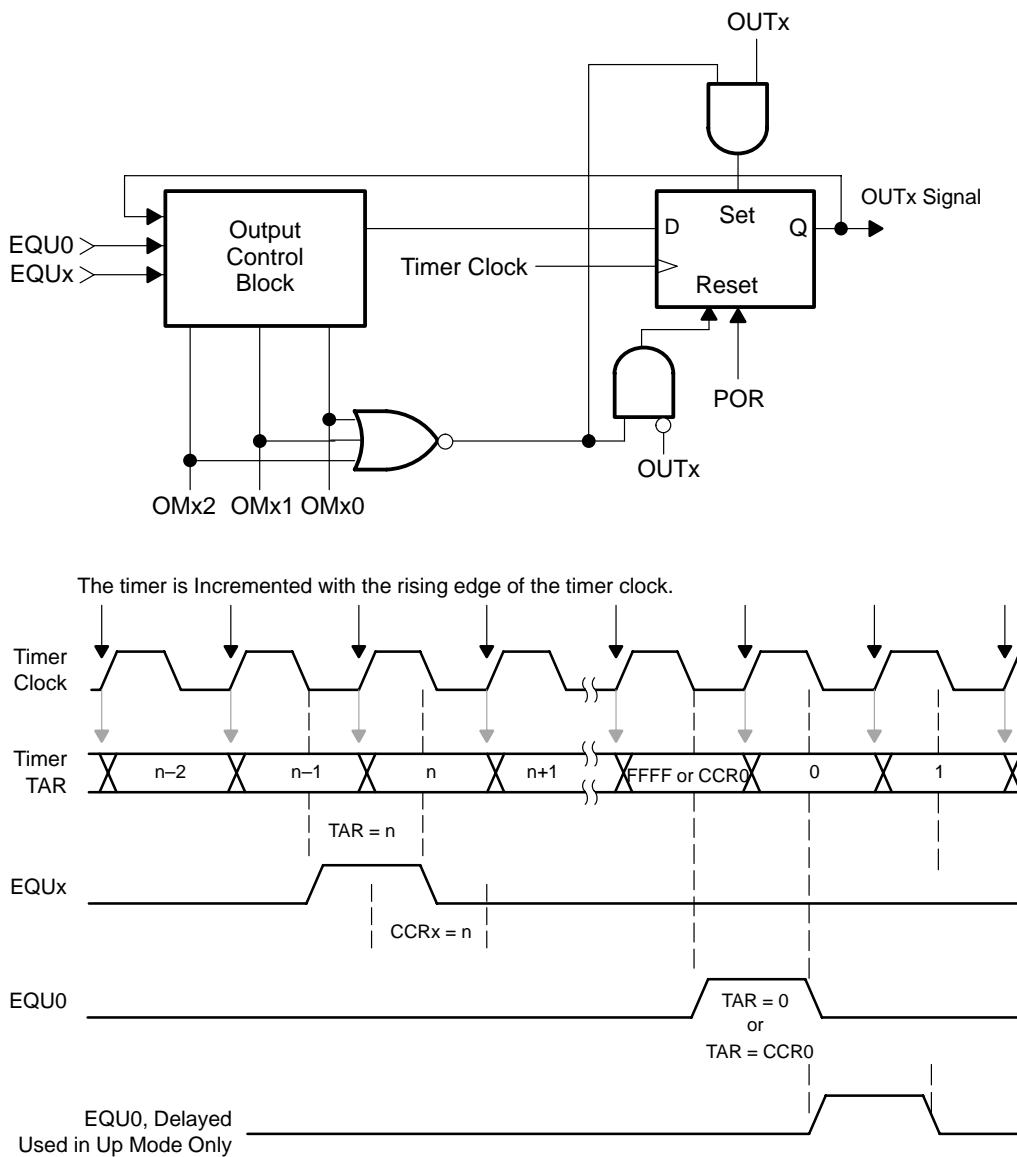 OUTx
Output
Control
Block
EQU0
EQUx
Timer Clock
D
Set
Q
Reset
OUTx Signal
POR
OUTx
OMx2 OMx1 OMx0
The timer is Incremented with the rising edge of the timer clock.
Timer
Clock
Timer
TAR
n–2
n–1
n
n+1
FFFF or CCR0
0
1
TAR = n
EQUx
CCRx = n
EQU0
TAR = 0
or
TAR = CCR0
EQU0, Delayed
Used in Up Mode Only